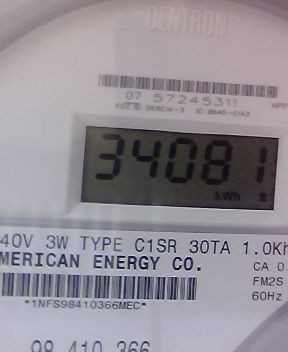 CENTRON
07 57245311
34081
kWh
40V 3W TYPE C1SR 30TA 1.0Kh
MERICAN ENERGY CO.
CA 0.
FM2S
*1NFS98410366MEC*
60Hz
98 410 366